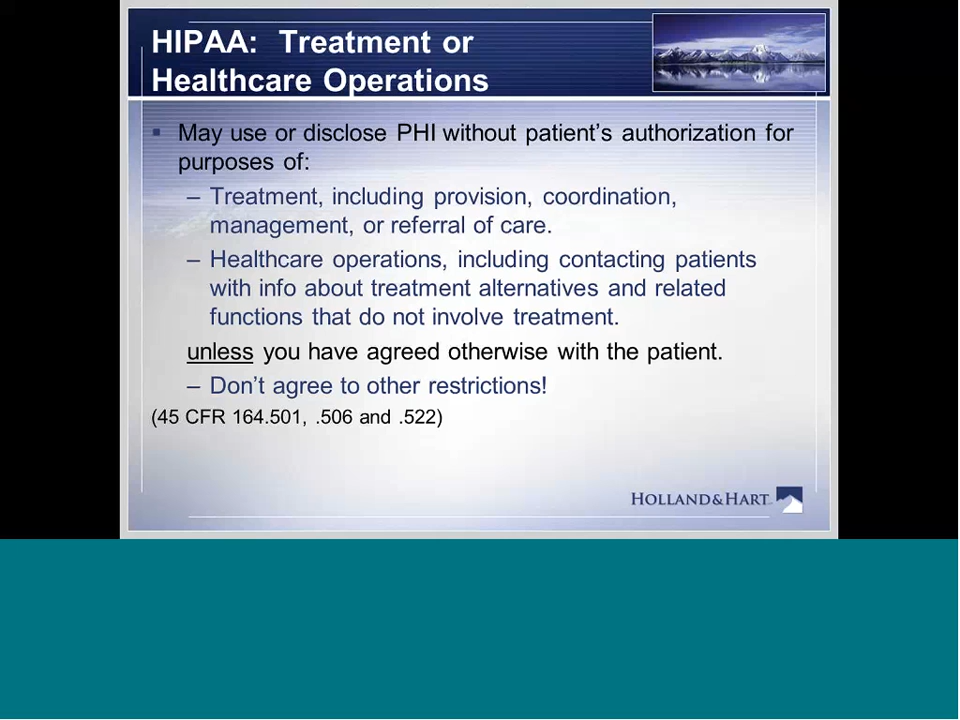 HIPAA: Treatment or
Healthcare Operations
▪ May use or disclose PHI without patient’s authorization for
purposes of:
– Treatment, including provision, coordination,
management, or referral of care.
– Healthcare operations, including contacting patients
with info about treatment alternatives and related
functions that do not involve treatment.
unless you have agreed otherwise with the patient.
– Don’t agree to other restrictions!
(45 CFR 164.501, .506 and .522)
HOLLAND&HART